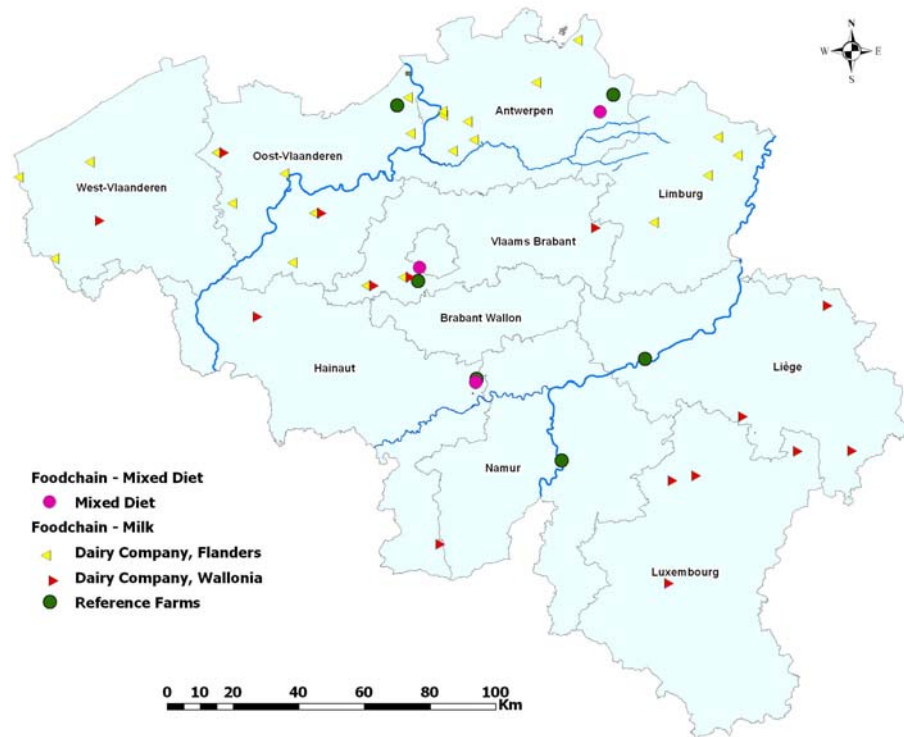 N
W E
S
Antwerpen
Oost-Vlaanderen
West-Vlaanderen
Limburg
Vlaams Brabant
Brabant Wallon
Hainaut
Liège
Namur
Luxembourg
Foodchain - Mixed Diet
Mixed Diet
Foodchain - Milk
Dairy Company, Flanders
Dairy Company, Wallonia
Reference Farms
0 10 20 40 60 80 100
Km